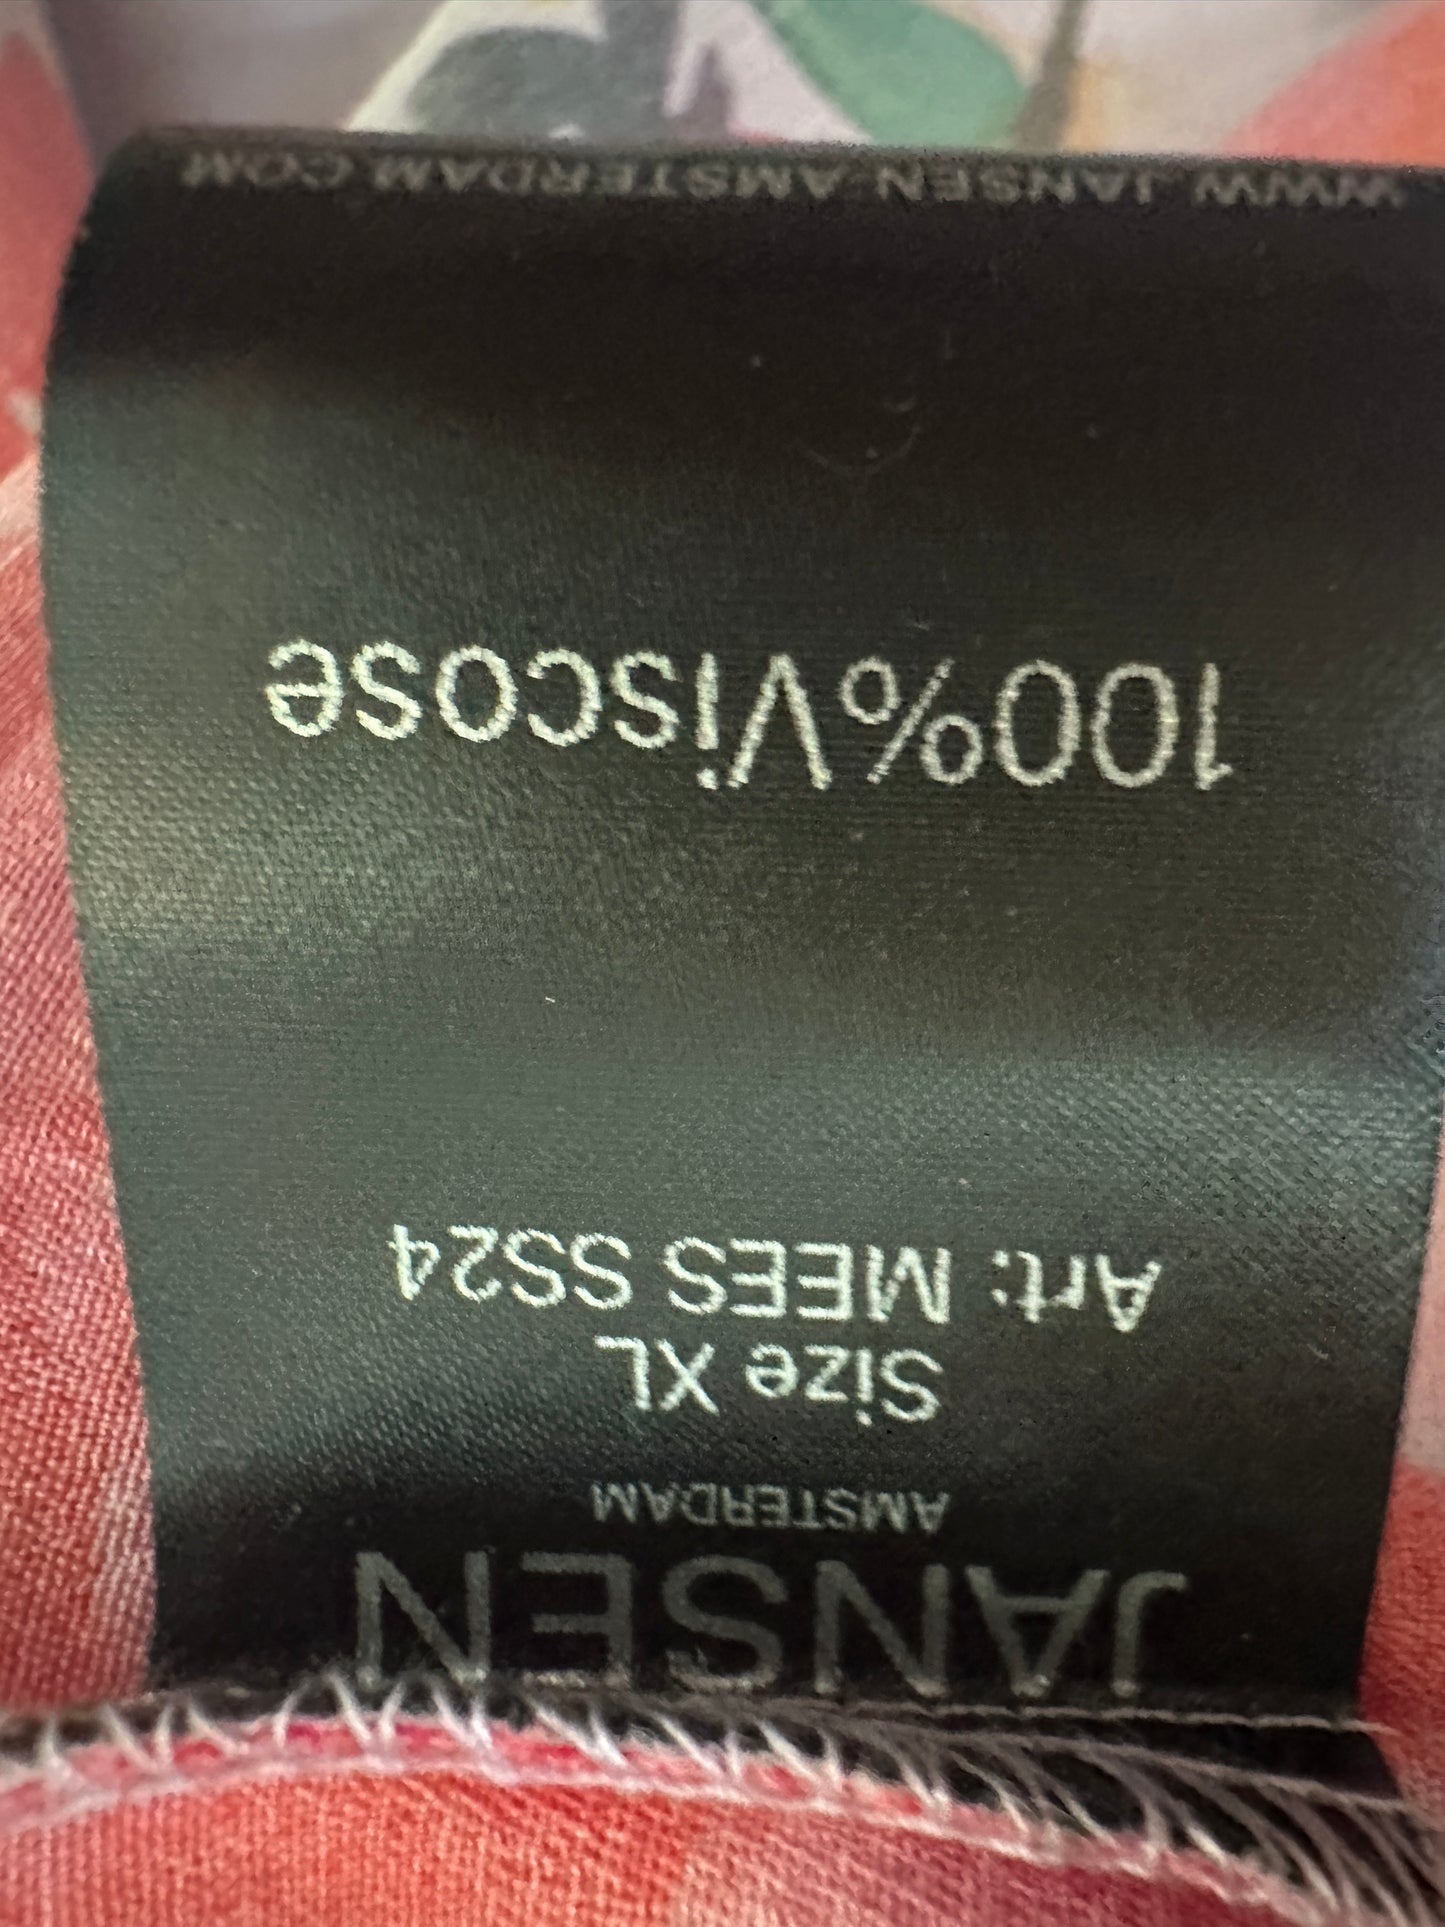 JANSEN
AMSTERDAM
Size XL
Art: MEES SS24
100%Viscose
WWW.JANSEN-AMSTERDAM.COM